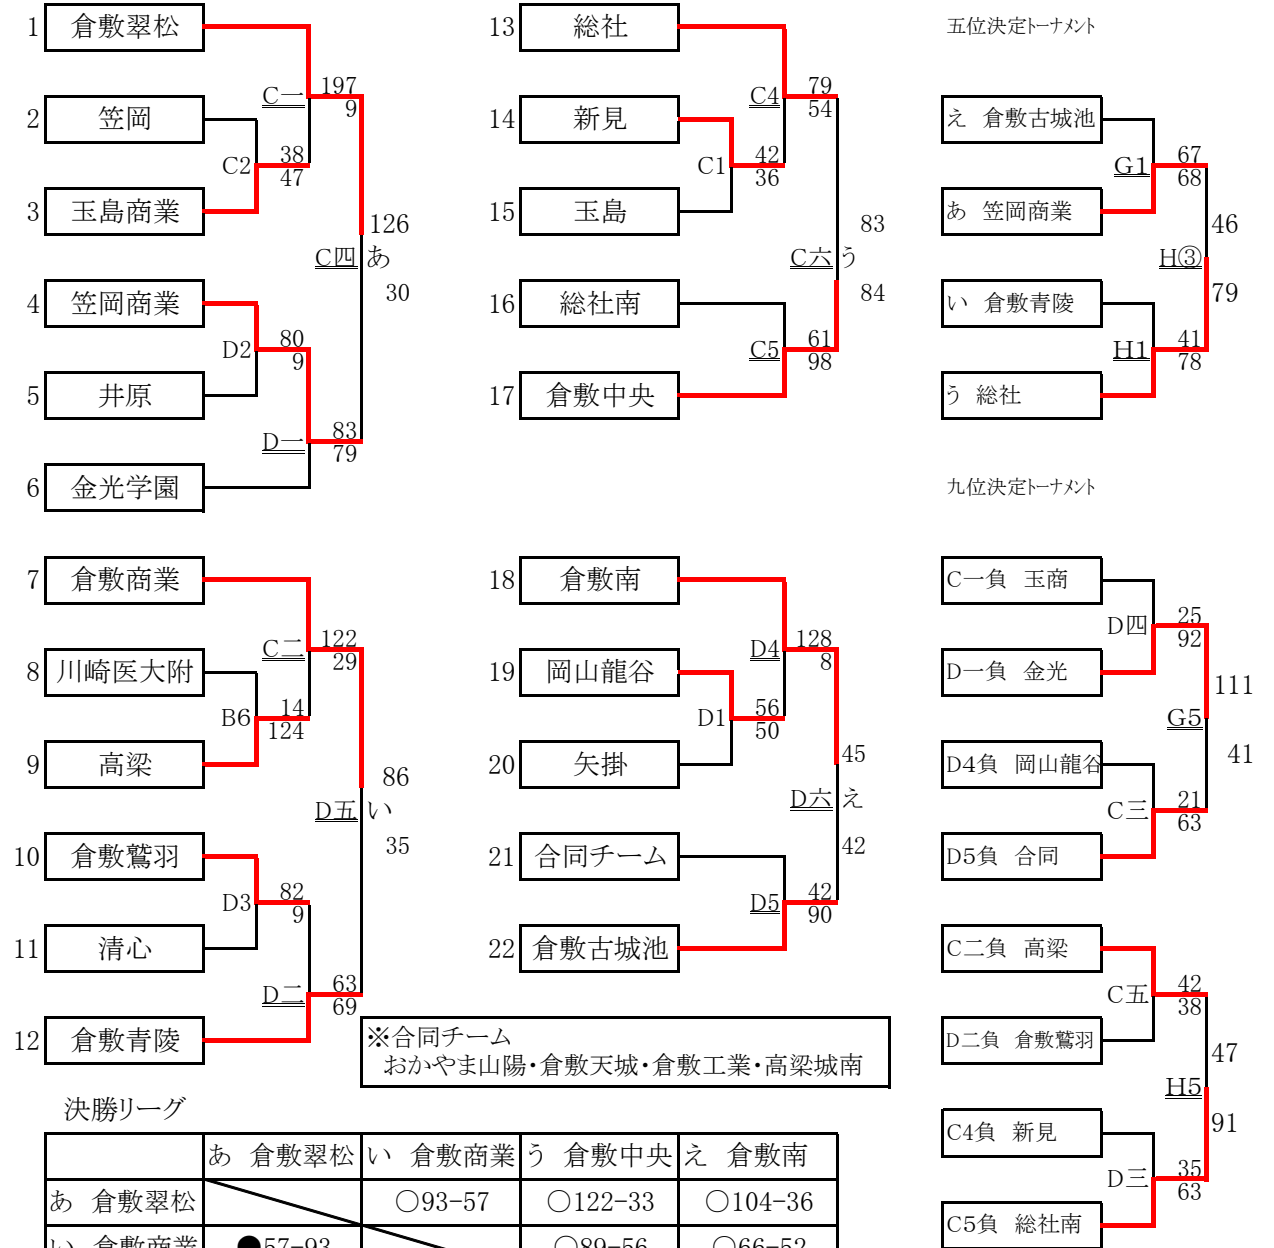 1 倉敷翠松
2 笠岡
3 玉島商業
4 笠岡商業
5 井原
6 金光学園
C一 197
9
C2 38
47
D2 80
9
D一 83
79
126
C四 あ
30
7 倉敷商業
8 川崎医大附
9 高梁
10 倉敷鷲羽
11 清心
12 倉敷青陵
C二 122
29
B6 14
124
D3 82
9
D二 63
69
86
D五 い
35
13 総社
14 新見
15 玉島
16 総社南
17 倉敷中央
C4 79
54
C1 42
36
C5 61
98
83
C六 う
84
18 倉敷南
19 岡山龍谷
20 矢掛
21 合同チーム
22 倉敷古城池
D4 128
8
D1 56
50
D5 42
90
45
D六 え
42
※合同チーム
おかやま山陽・倉敷天城・倉敷工業・高梁城南
五位決定トーナメント
え 倉敷古城池
あ 笠岡商業
い 倉敷青陵
う 総社
G1 67
68
H1 41
78
46
H③
79
九位決定トーナメント
C一負 玉商
D一負 金光
D4負 岡山龍谷
D5負 合同
D四 25
92
C三 21
63
111
G5
41
C二負 高梁
D二負 倉敷鷲羽
C4負 新見
C5負 総社南
C五 42
38
D三 35
63
47
H5
91
決勝リーグ
あ 倉敷翠松 い 倉敷商業 う 倉敷中央 え 倉敷南
あ 倉敷翠松 ○93-57 ○122-33 ○104-36
い 倉敷商業 ●57-93 ○89-56 ○66-52